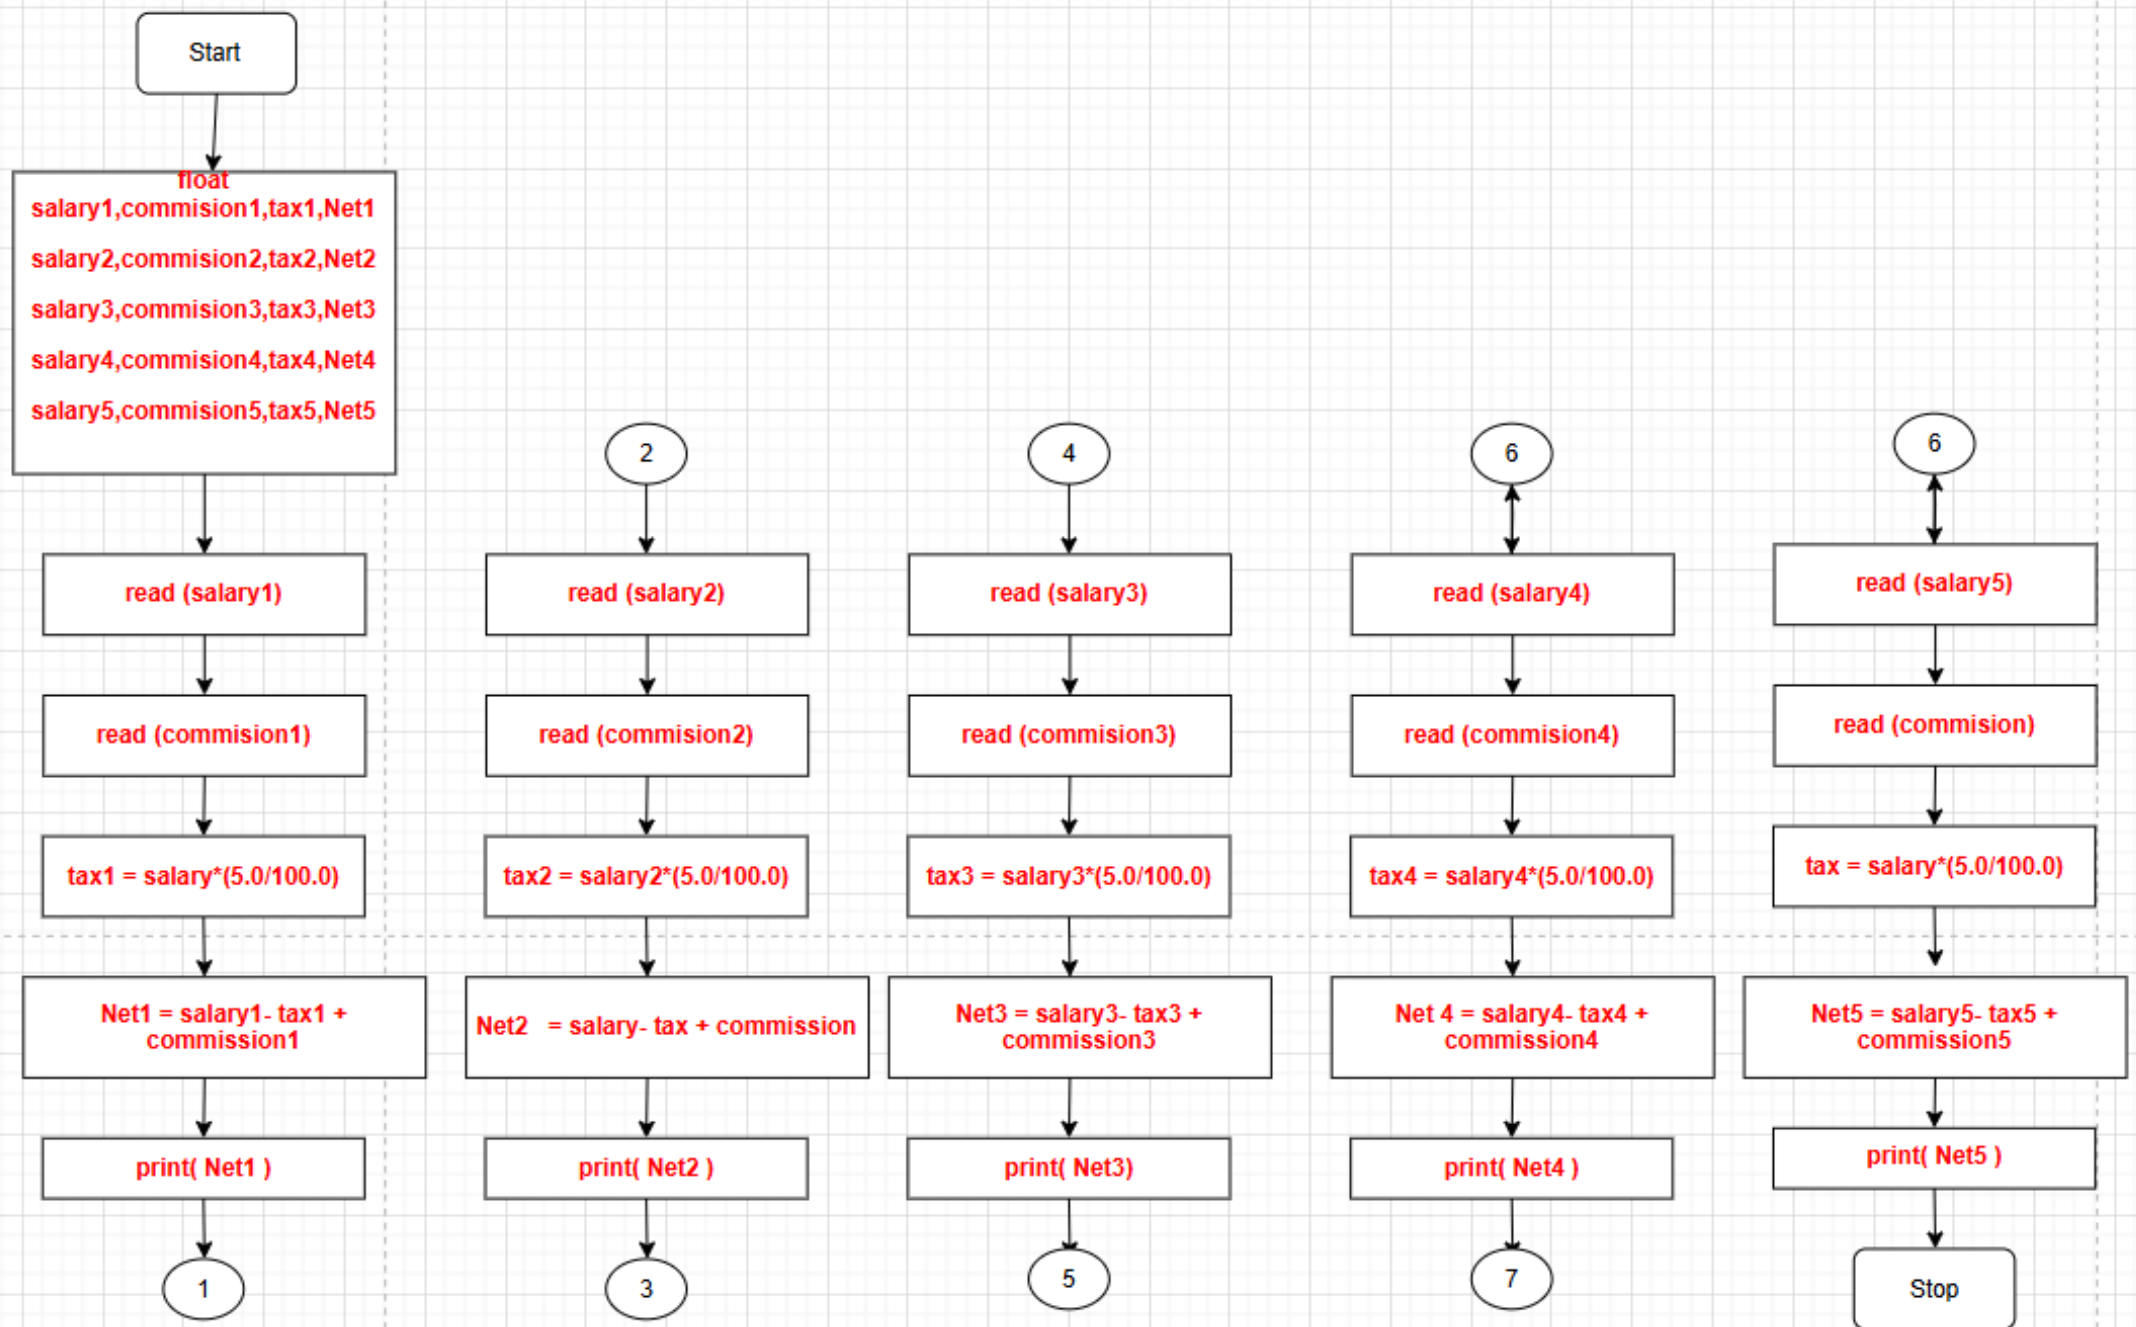 Start
float
salary1,commision1,tax1,Net1
salary2,commision2,tax2,Net2
salary3,commision3,tax3,Net3
salary4,commision4,tax4,Net4
salary5,commision5,tax5,Net5
read (salary1)
read (commision1)
tax1 = salary*(5.0/100.0)
Net1 = salary1- tax1 +
commission1
print( Net1 )
1
2
read (salary2)
read (commision2)
tax2 = salary2*(5.0/100.0)
Net2   = salary- tax + commission
print( Net2 )
3
4
read (salary3)
read (commision3)
tax3 = salary3*(5.0/100.0)
Net3 = salary3- tax3 +
commission3
print( Net3)
5
6
read (salary4)
read (commision4)
tax4 = salary4*(5.0/100.0)
Net 4 = salary4- tax4 +
commission4
print( Net4 )
7
6
read (salary5)
read (commision)
tax = salary*(5.0/100.0)
Net5 = salary5- tax5 +
commission5
print( Net5 )
Stop